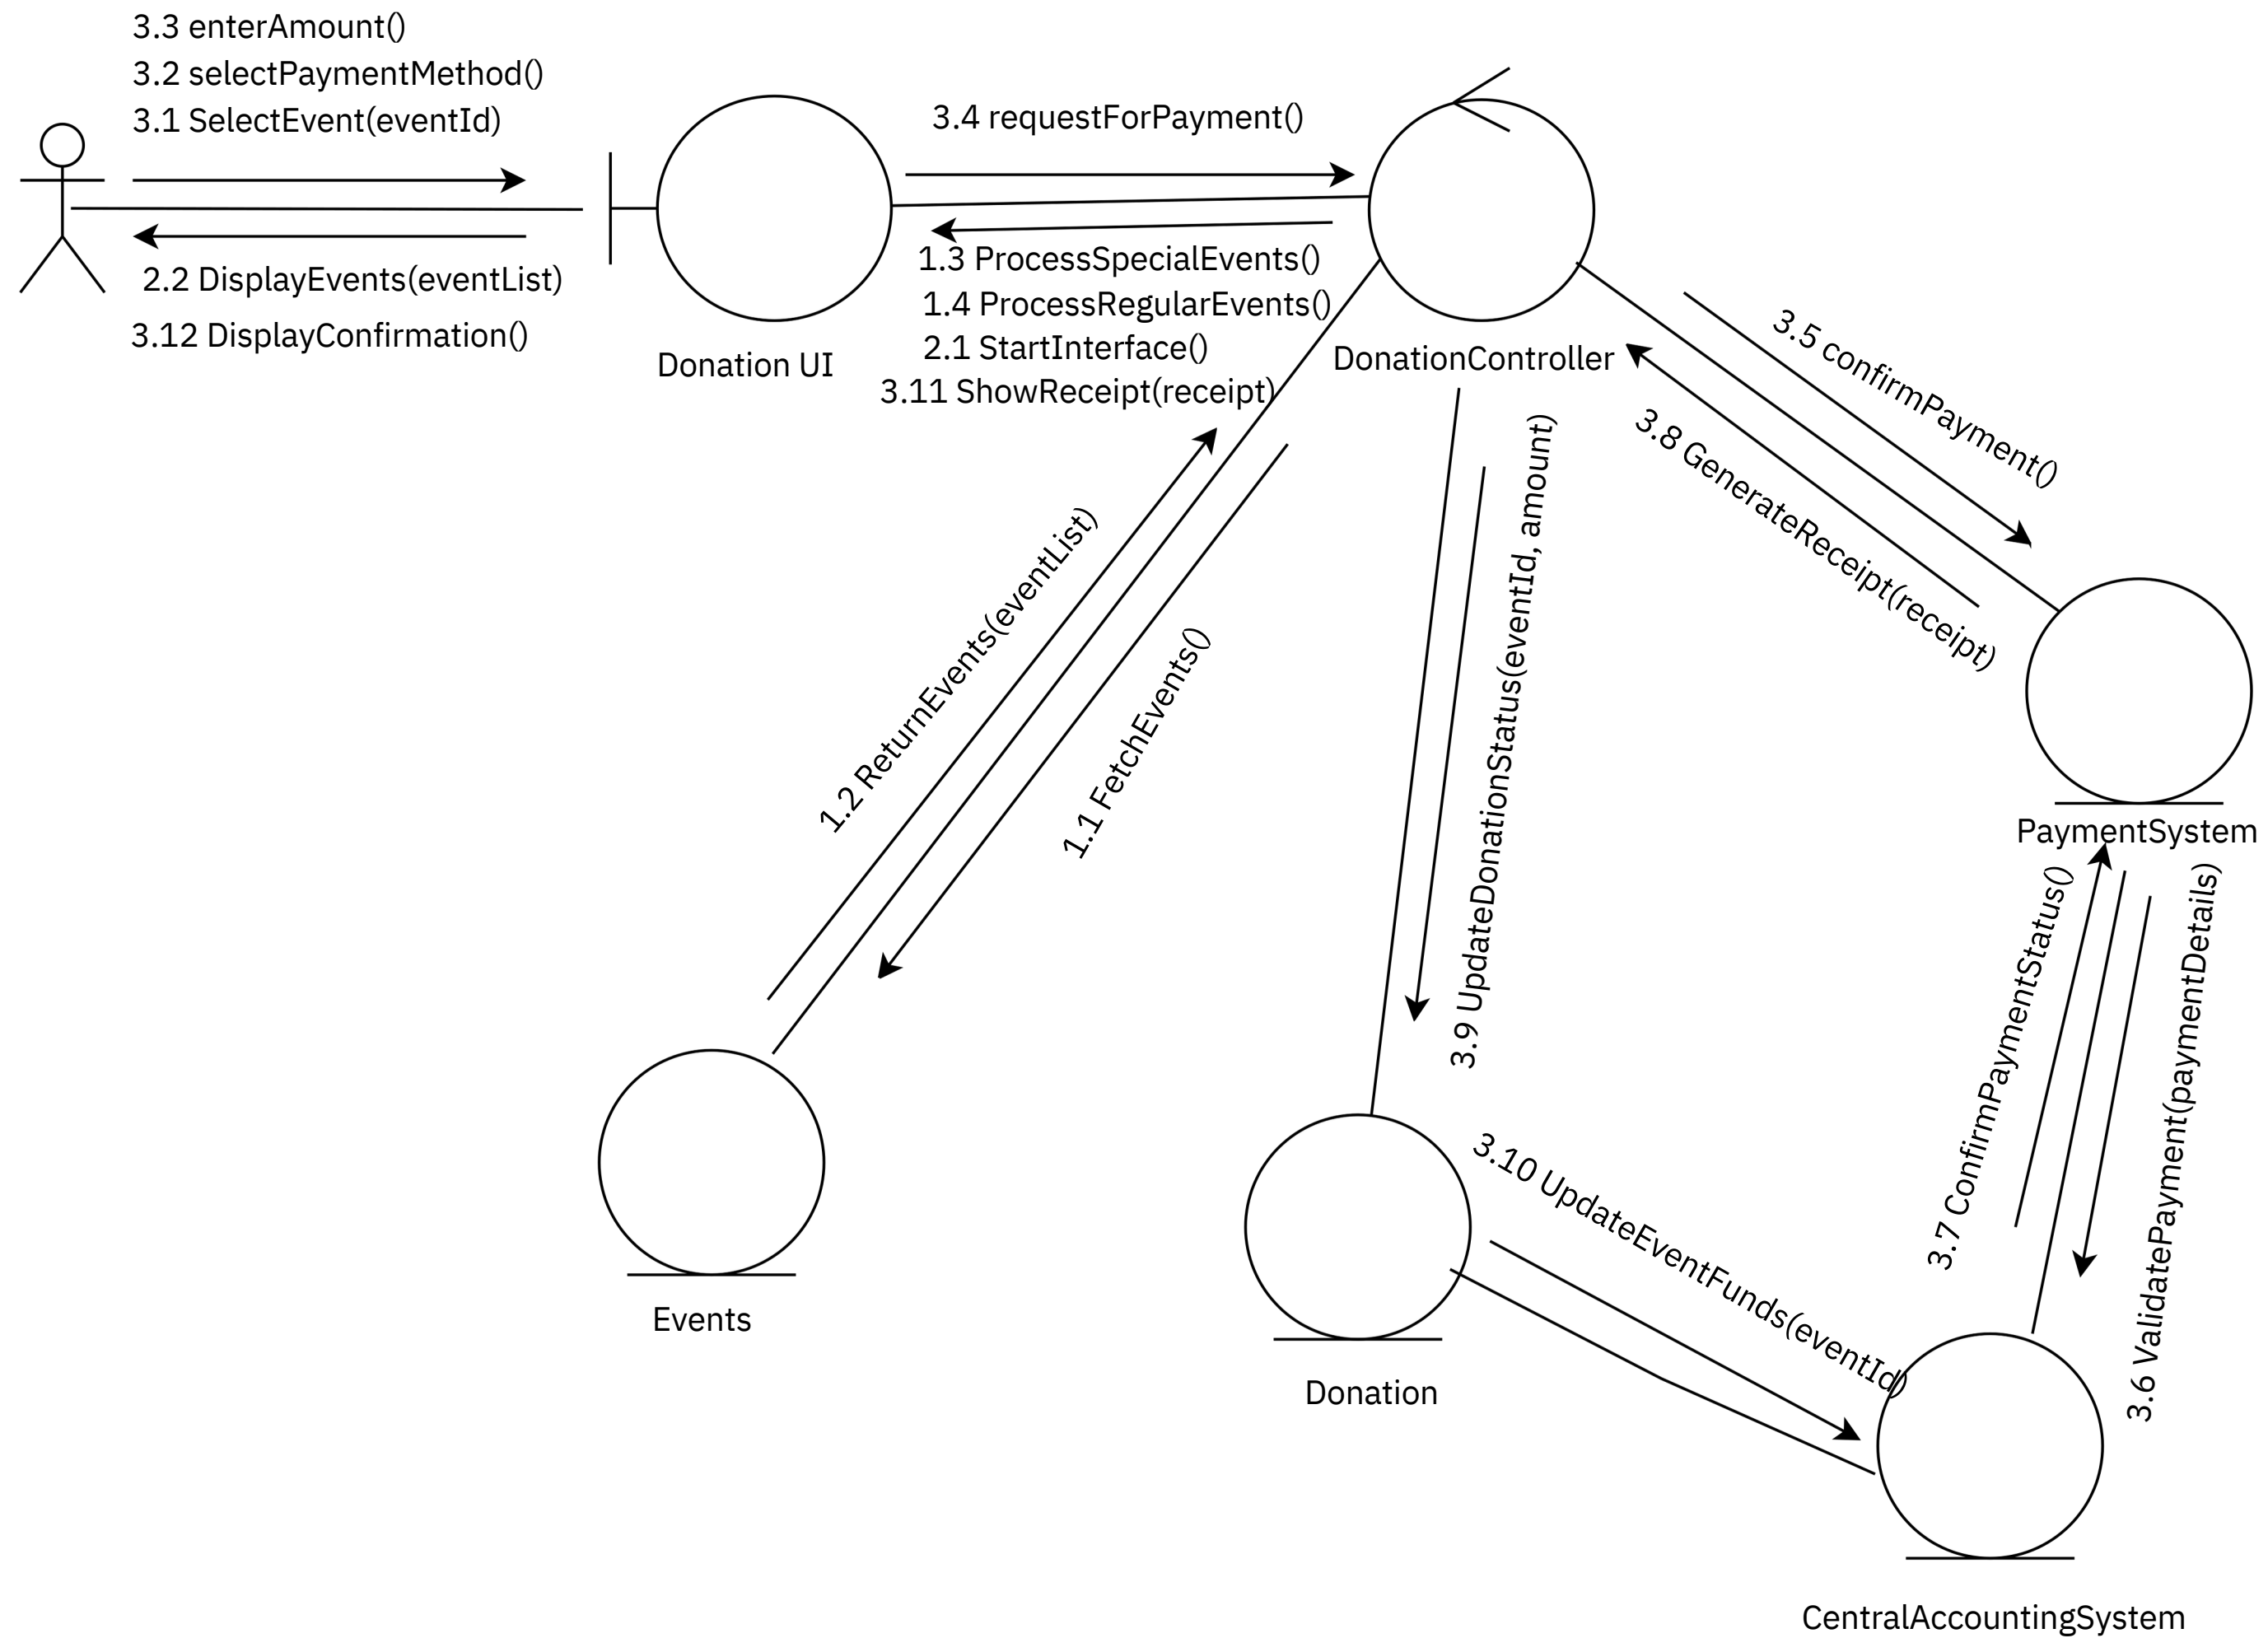 3.3 enterAmount()
3.2 selectPaymentMethod()
3.1 SelectEvent(eventId)
2.2 DisplayEvents(eventList)
3.12 DisplayConfirmation()
Donation UI
3.4 requestForPayment()
1.3 ProcessSpecialEvents()
1.4 ProcessRegularEvents()
2.1 StartInterface()
3.11 ShowReceipt(receipt)
DonationController
3.5 confirmPayment()
3.8 GenerateReceipt(receipt)
1.2 ReturnEvents(eventList)
1.1 FetchEvents()
3.9 UpdateDonationStatus(eventId, amount)
PaymentSystem
3.7 ConfirmPaymentStatus()
3.6 ValidatePayment(paymentDetails)
3.10 UpdateEventFunds(eventId)
Events
Donation
CentralAccountingSystem